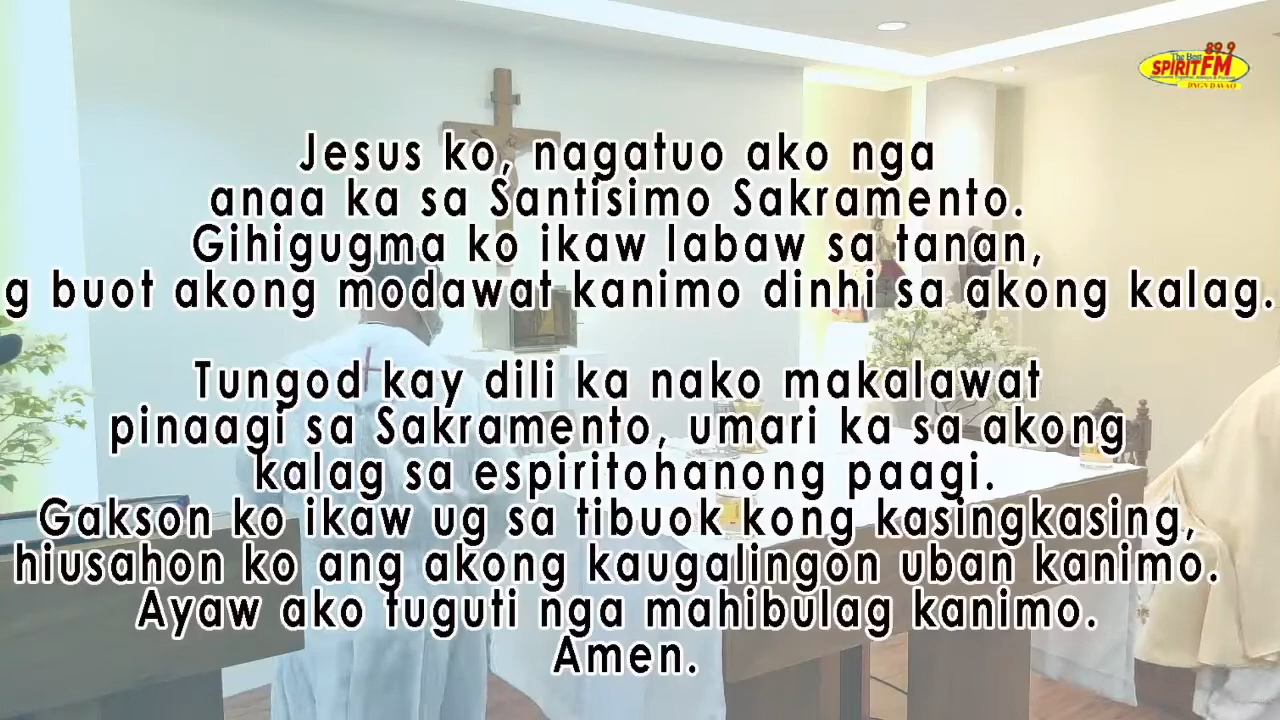 89.9
The Best
SPIRIT FM
DXGN DAVAO
Jesus ko, nagatuo ako nga
anaa ka sa Santisimo Sakramento.
Gihigugma ko ikaw labaw sa tanan,
g buot akong modawat kanimo dinhi sa akong kalag.
Tungod kay dili ka nako makalawat
pinaagi sa Sakramento, umari ka sa akong
kalag sa espiritohanong paagi.
Gakson ko ikaw ug sa tibuok kong kasingkasing,
hiusahon ko ang akong kaugalingon uban kanimo.
Ayaw ako tuguti nga mahibulag kanimo.
Amen.